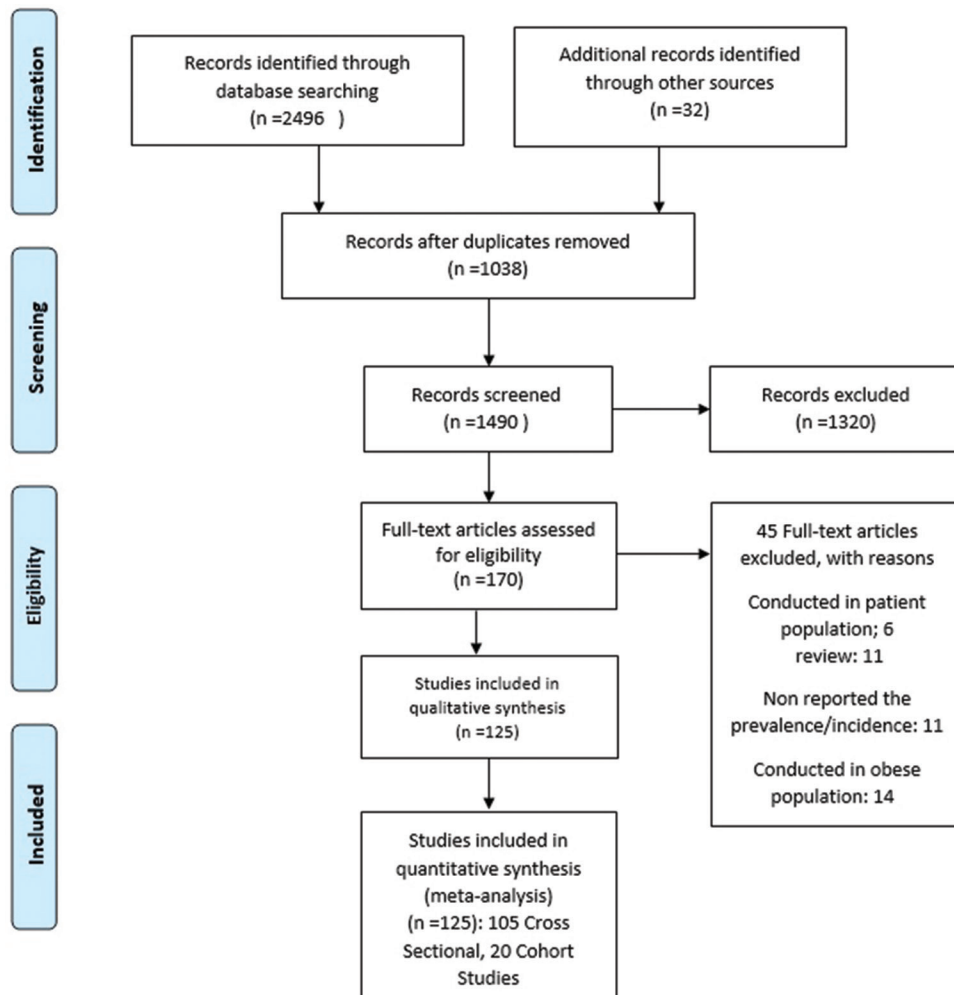 Identification
Records identified through
database searching
(n =2496 )
Additional records identified
through other sources
(n =32)
Records after duplicates removed
(n =1038)
Screening
Records screened
(n =1490 )
Records excluded
(n =1320)
Eligibility
Full-text articles assessed
for eligibility
(n =170)
45 Full-text articles
excluded, with reasons
Conducted in patient
population; 6
review: 11
Non reported the
prevalence/incidence: 11
Conducted in obese
population: 14
Studies included in
qualitative synthesis
(n =125)
Included
Studies included in
quantitative synthesis
(meta-analysis)
(n =125): 105 Cross
Sectional, 20 Cohort
Studies